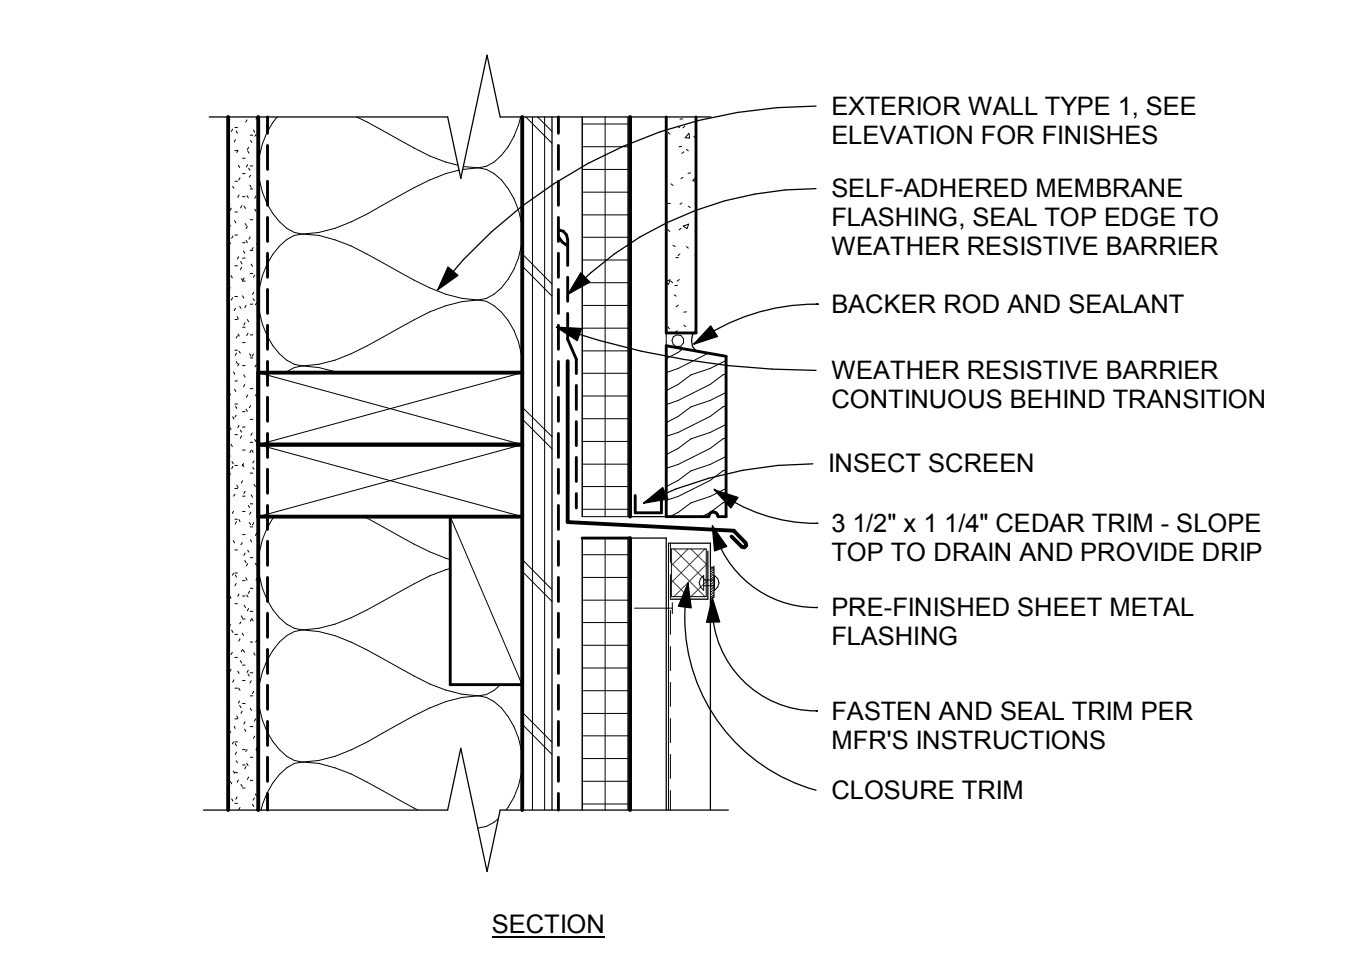 EXTERIOR WALL TYPE 1, SEE
ELEVATION FOR FINISHES
SELF-ADHERED MEMBRANE
FLASHING, SEAL TOP EDGE TO
WEATHER RESISTIVE BARRIER
BACKER ROD AND SEALANT
WEATHER RESISTIVE BARRIER
CONTINUOUS BEHIND TRANSITION
INSECT SCREEN
3 1/2" x 1 1/4" CEDAR TRIM - SLOPE
TOP TO DRAIN AND PROVIDE DRIP
PRE-FINISHED SHEET METAL
FLASHING
FASTEN AND SEAL TRIM PER
MFR'S INSTRUCTIONS
CLOSURE TRIM
SECTION